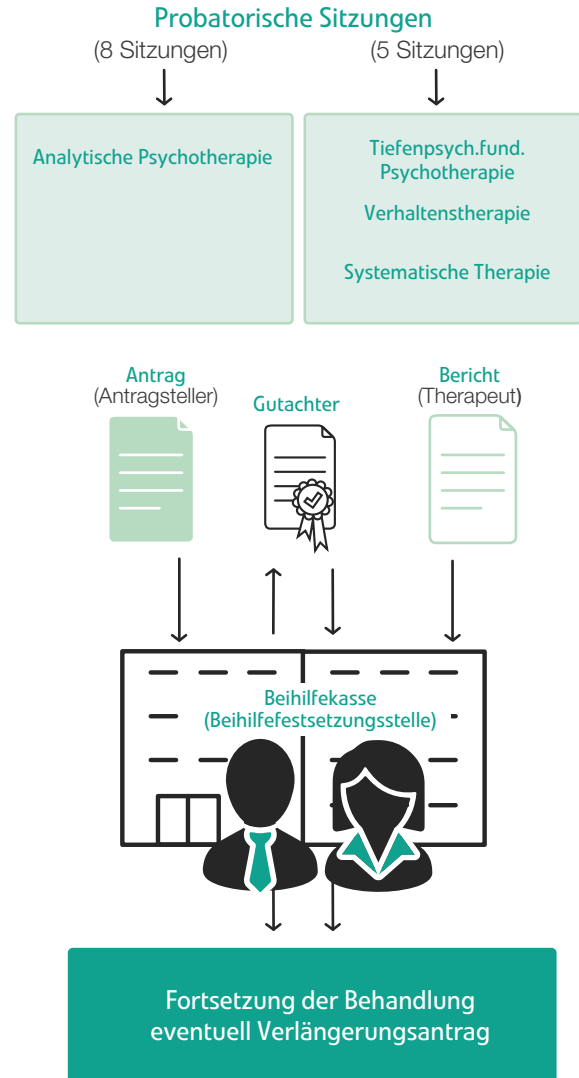 Probatorische Sitzungen
(8 Sitzungen)
(5 Sitzungen)
Analytische Psychotherapie
Tiefenpsych.fund.
Psychotherapie
Verhaltenstherapie
Systematische Therapie
Antrag
(Antragsteller)
Gutachter
Bericht
(Therapeut)
Beihilfekasse
(Beihilfefestsetzungsstelle)
Fortsetzung der Behandlung
eventuell Verlängerungsantrag